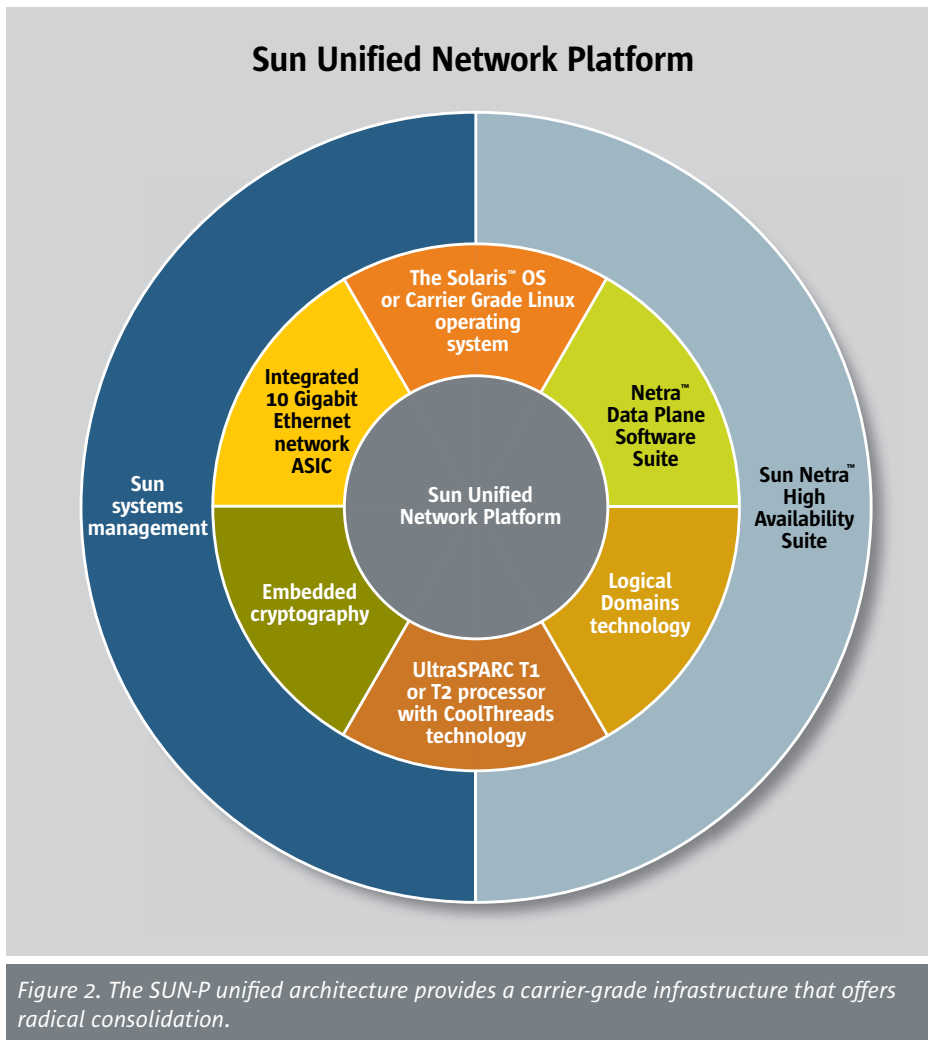 Sun Unified Network Platform
The Solaris™ OS
or Carrier Grade Linux
operating
system
Integrated
10 Gigabit
Ethernet
network
ASIC
Netra™
Data Plane
Software
Suite
Sun
systems
management
Sun Unified
Network Platform
Sun Netra™
High
Availability
Suite
Embedded
cryptography
Logical
Domains
technology
UltraSPARC T1
or T2 processor
with CoolThreads
technology
Figure 2. The SUN-P unified architecture provides a carrier-grade infrastructure that offers
radical consolidation.